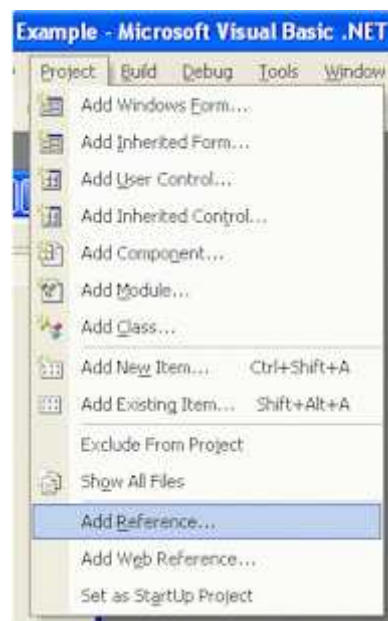 Example - Microsoft Visual Basic .NET
Project Build Debug Tools Window
Add Windows Form...
Add Inherited Form...
Add User Control...
Add Inherited Control...
Add Component...
Add Module...
Add Class...
Add New Item... Ctrl+Shift+A
Add Existing Item... Shift+Alt+A
Exclude From Project
Show All Files
Add Reference...
Add Web Reference...
Set as StartUp Project